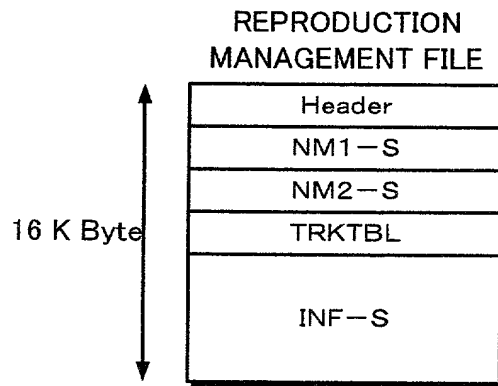 REPRODUCTION
MANAGEMENT FILE
Header
NM1-S
NM2-S
16 K Byte
TRKTBL
INF-S